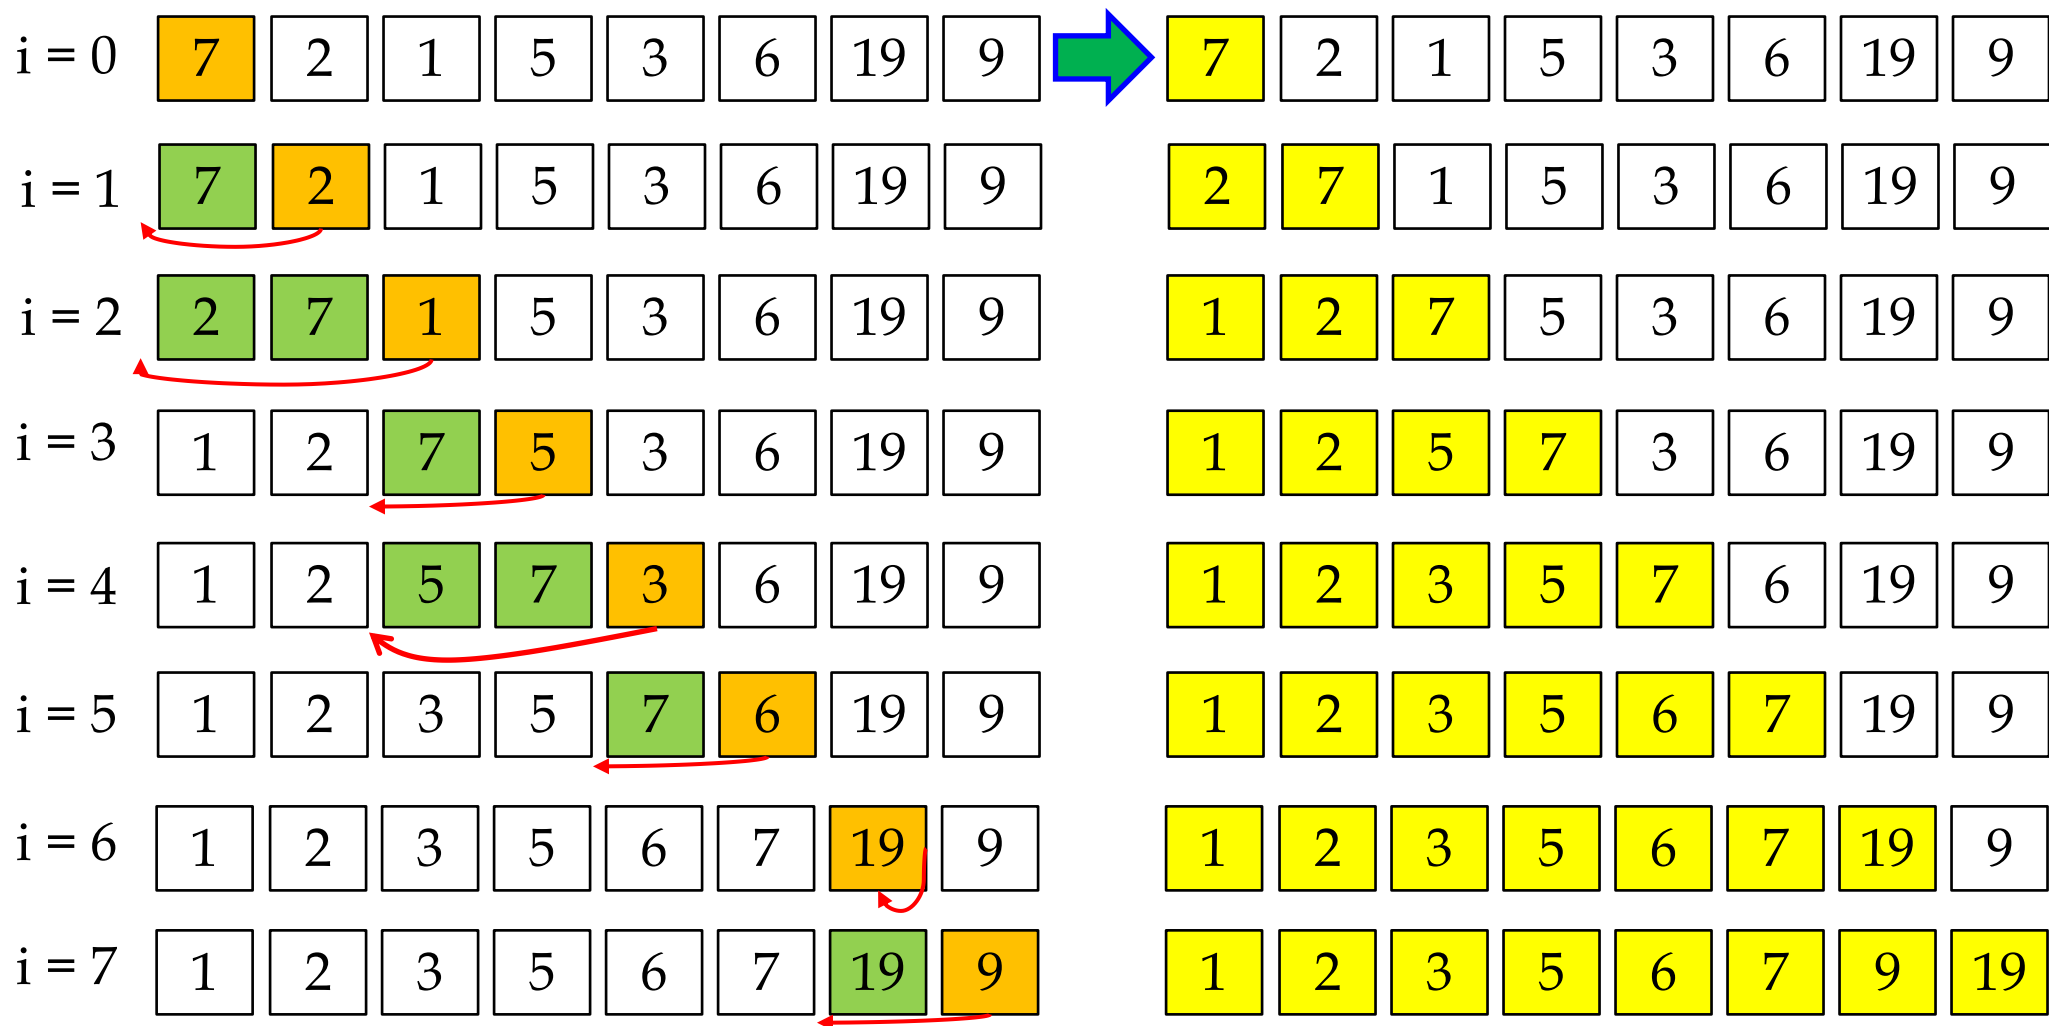 i = 0 7 2 1 5 3 6 19 9 7 2 1 5 3 6 19 9
i = 1 7 2 1 5 3 6 19 9 2 7 1 5 3 6 19 9
i = 2 2 7 1 5 3 6 19 9 1 2 7 5 3 6 19 9
i = 3 1 2 7 5 3 6 19 9 1 2 5 7 3 6 19 9
i = 4 1 2 5 7 3 6 19 9 1 2 3 5 7 6 19 9
i = 5 1 2 3 5 7 6 19 9 1 2 3 5 6 7 19 9
i = 6 1 2 3 5 6 7 19 9 1 2 3 5 6 7 19 9
i = 7 1 2 3 5 6 7 19 9 1 2 3 5 6 7 9 19